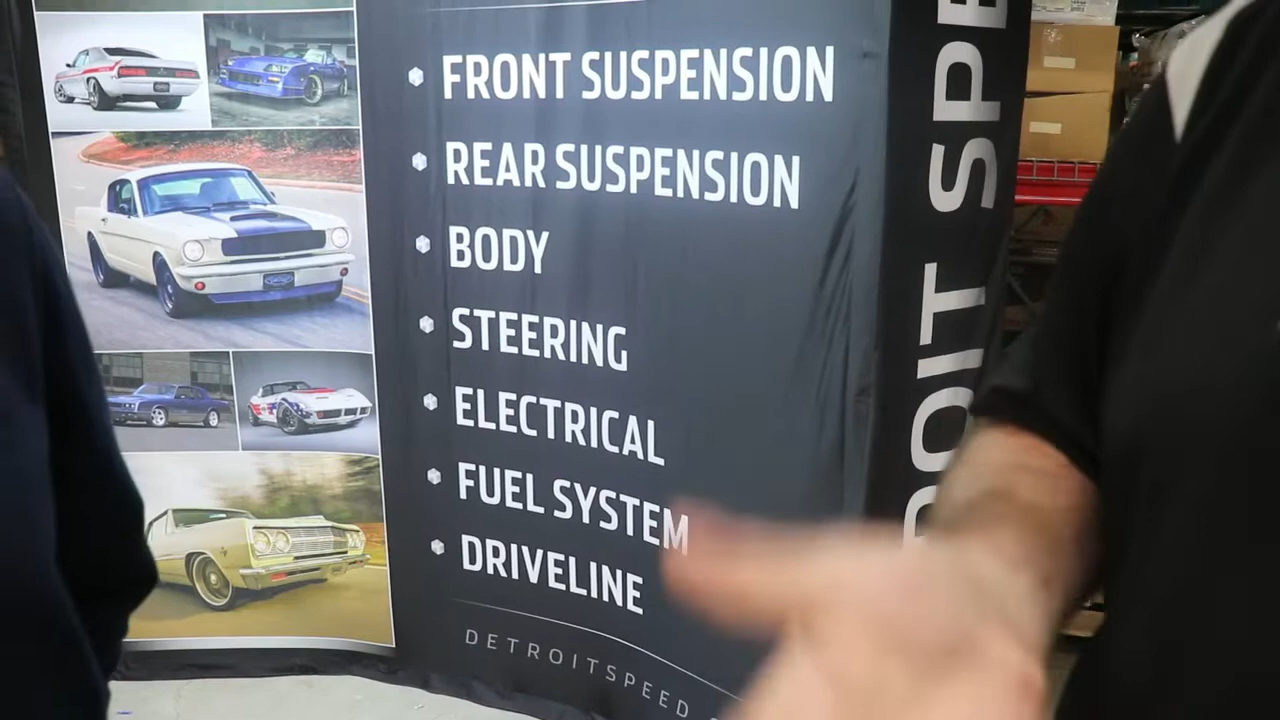 FRONT SUSPENSION
REAR SUSPENSION
BODY
STEERING
ELECTRICAL
FUEL SYSTEM
DRIVELINE
DETROITSPEED